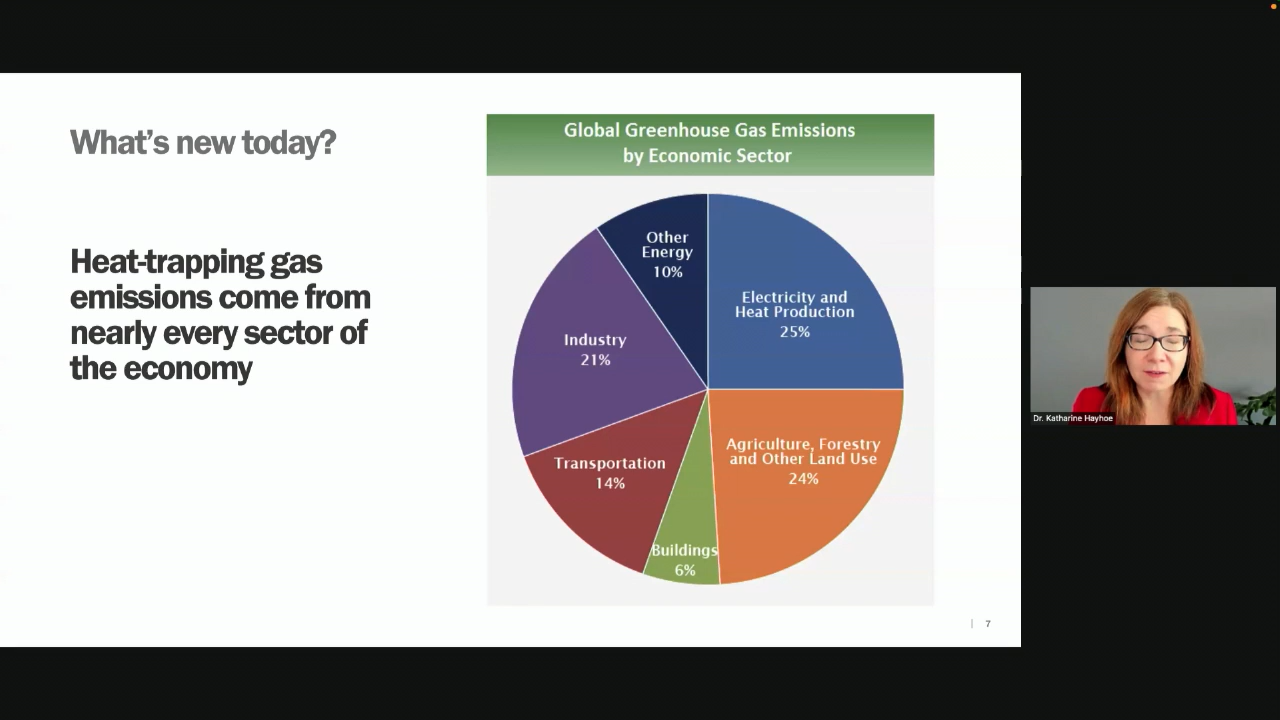 What's new today?
Heat-trapping gas
emissions come from
nearly every sector of
the economy
Global Greenhouse Gas Emissions
by Economic Sector
Other
Energy
10%
Electricity and
Heat Production
25%
Industry
21%
Agriculture, Forestry
and Other Land Use
24%
Transportation
14%
Buildings
6%
| 7
Dr. Katharine Hayhoe